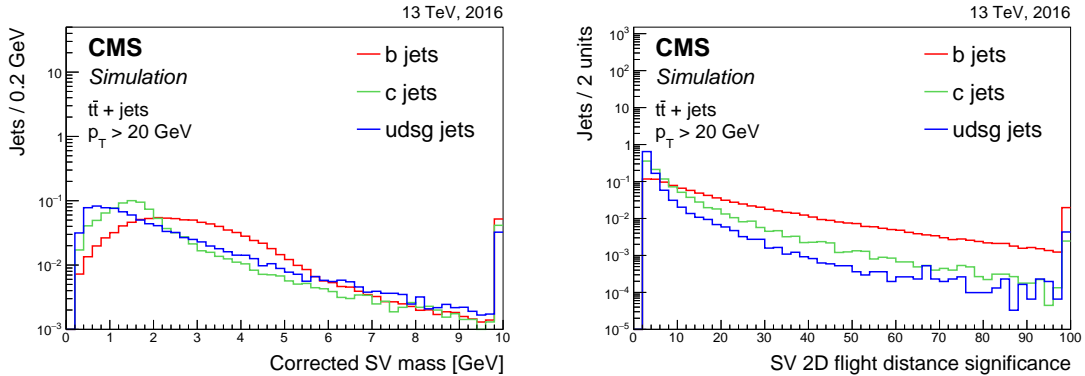 13 TeV, 2016
CMS
Simulation
tt̄ + jets
p_T > 20 GeV
b jets
c jets
udsg jets
Jets / 0.2 GeV
10
1
10⁻¹
10⁻²
10⁻³
0 1 2 3 4 5 6 7 8 9 10
Corrected SV mass [GeV]
13 TeV, 2016
CMS
Simulation
tt̄ + jets
p_T > 20 GeV
b jets
c jets
udsg jets
Jets / 2 units
10³
10²
10
1
10⁻¹
10⁻²
10⁻³
10⁻⁴
10⁻⁵
0 10 20 30 40 50 60 70 80 90 100
SV 2D flight distance significance